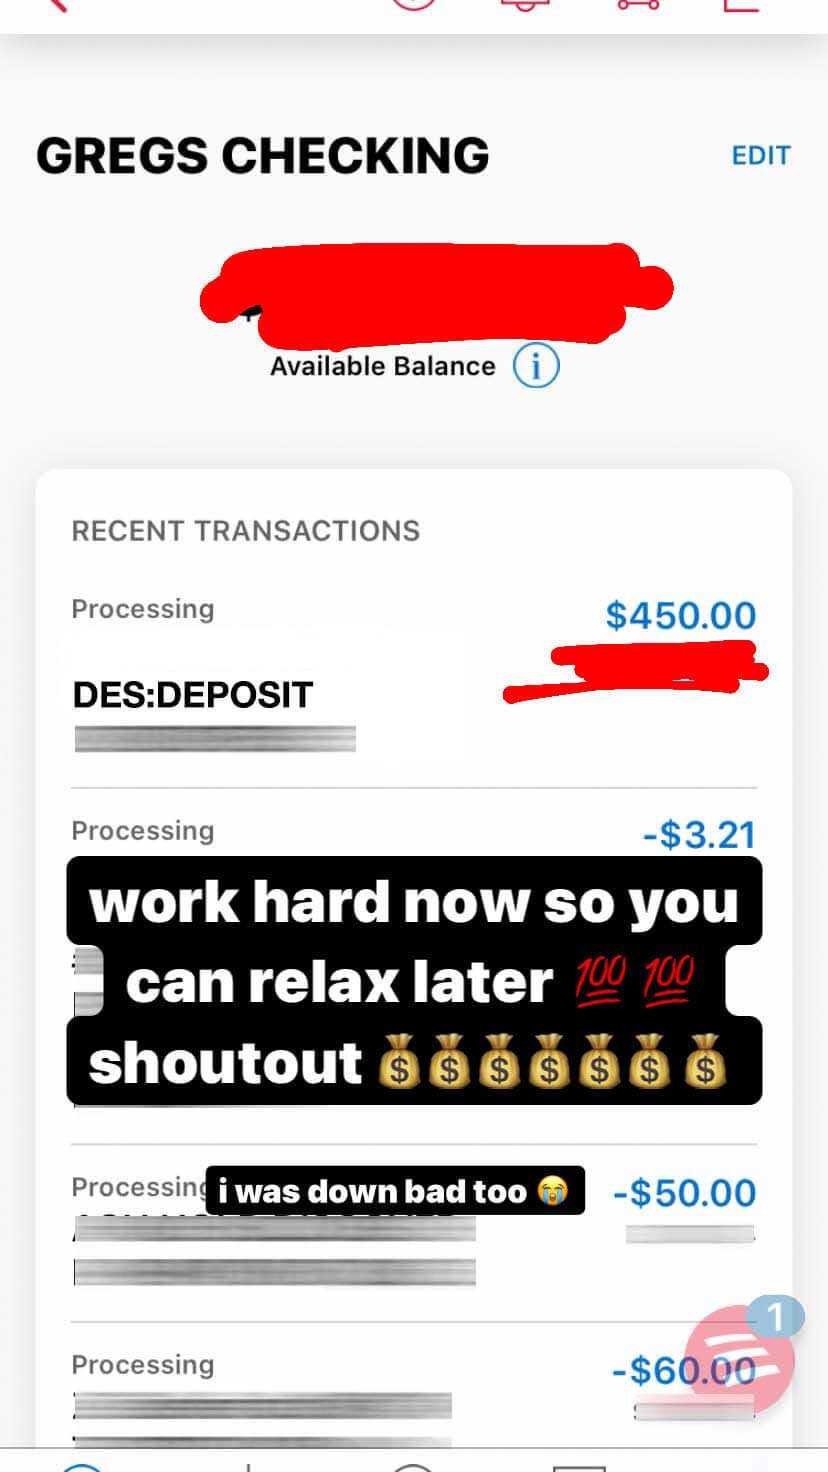 GREGS CHECKING
EDIT
Available Balance i
RECENT TRANSACTIONS
Processing
$450.00
DES:DEPOSIT
Processing
-$3.21
work hard now so you
can relax later 💯 💯
shoutout 💰💰💰💰💰💰💰
Processing
i was down bad too 😭
-$50.00
1
Processing
-$60.00